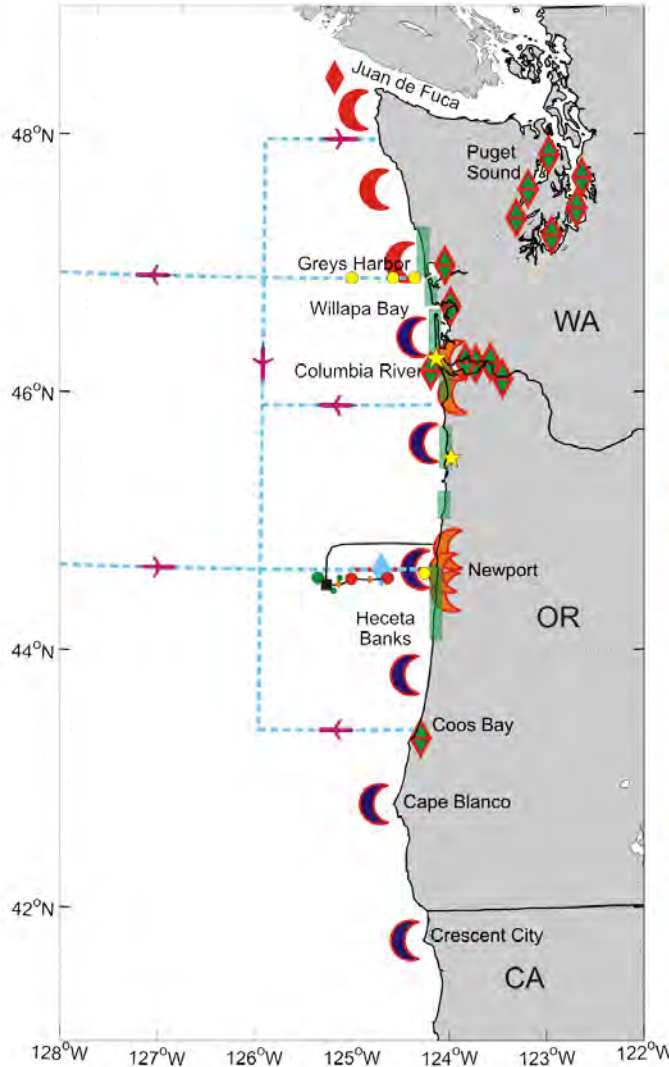 Juan de Fuca
48°N
Puget
Sound
Greys Harbor
Willapa Bay
WA
Columbia River
46°N
Newport
OR
Heceta
Banks
44°N
Coos Bay
Cape Blanco
42°N
Crescent City
CA
128°W 127°W 126°W 125°W 124°W 123°W 122°W